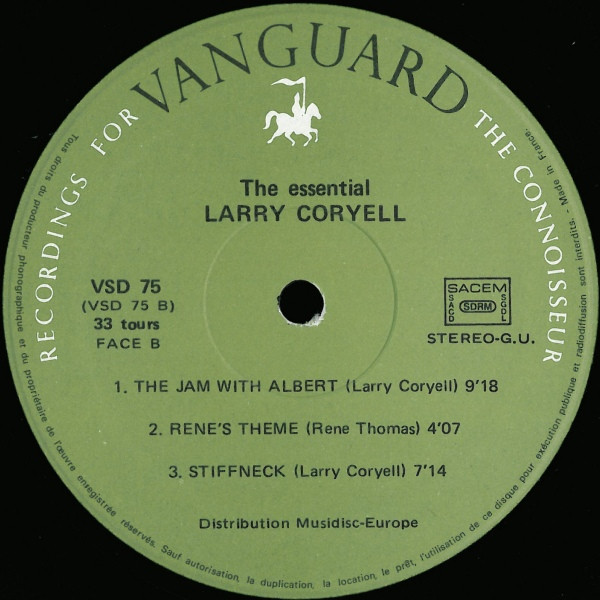 RECORDINGS FOR VANGUARD THE CONNOISSEUR
The essential
LARRY CORYELL
VSD 75
(VSD 75 B)
33 tours
FACE B
SACEM
SACD
SDRM
SGDL
STEREO-G.U.
1. THE JAM WITH ALBERT (Larry Coryell) 9'18
2. RENE'S THEME (Rene Thomas) 4'07
3. STIFFNECK (Larry Coryell) 7'14
Distribution Musidisc-Europe
Tous droits du producteur phonographique et du propriétaire de l'œuvre enregistrée réservés. Sauf autorisation, la duplication, la location, le prêt, l'utilisation de ce disque pour exécution publique et radiodiffusion sont interdits. - Made in France.